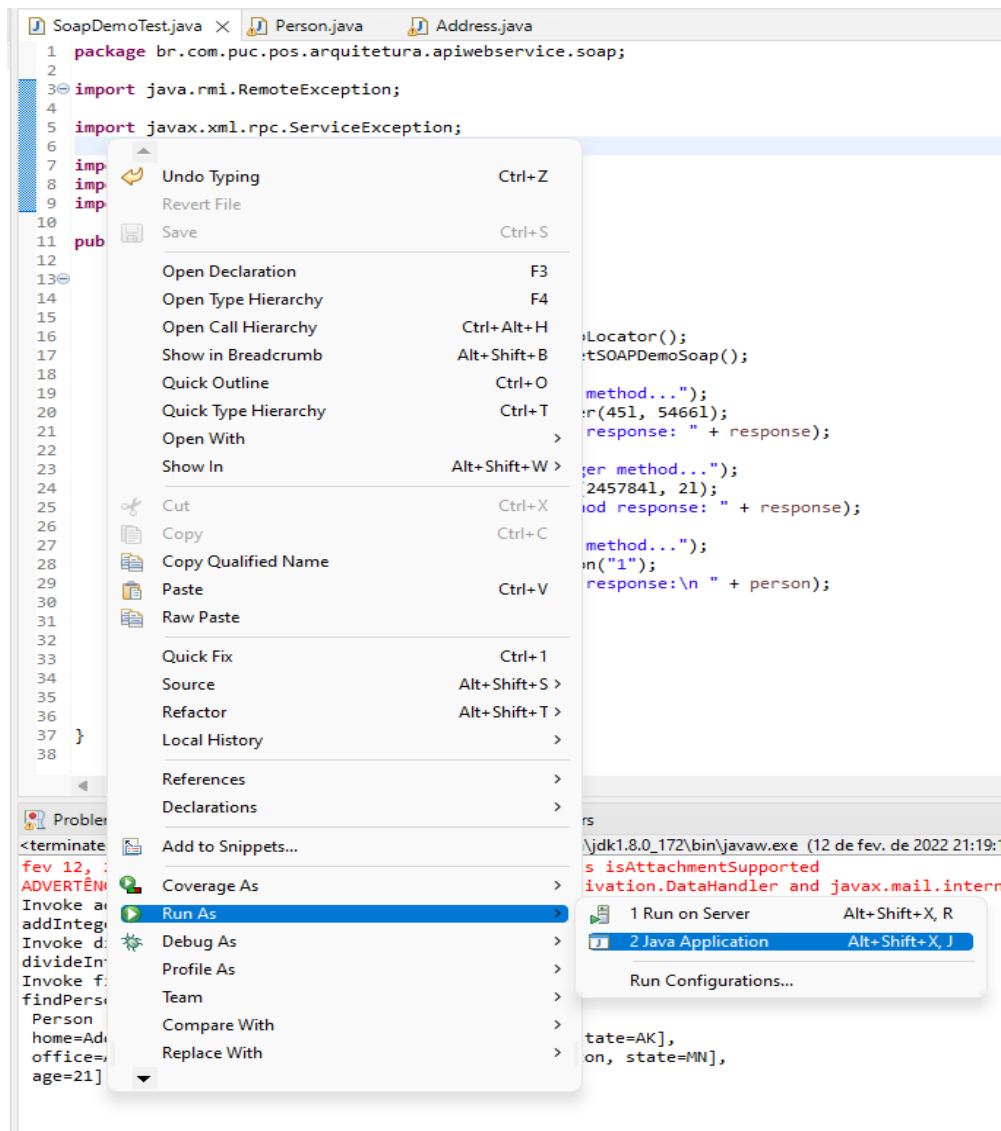 SoapDemoTest.java
Person.java
Address.java
1 package br.com.puc.pos.arquitetura.apiwebservice.soap;
2
3 import java.rmi.RemoteException;
4
5 import javax.xml.rpc.ServiceException;
6
7 imp
8 imp
9 imp
10
11 pub
12
13
14
15
16 Locator();
17 tSOAPDemoSoap();
18
19 method...");
20 er(45l, 5466l);
21 response: " + response);
22
23 ger method...");
24 (245784l, 2l);
25 od response: " + response);
26
27 method...");
28 on("1");
29 response:\n " + person);
30
31
32
33
34
35
36
37 }
38
Undo Typing Ctrl+Z
Revert File
Save Ctrl+S
Open Declaration F3
Open Type Hierarchy F4
Open Call Hierarchy Ctrl+Alt+H
Show in Breadcrumb Alt+Shift+B
Quick Outline Ctrl+O
Quick Type Hierarchy Ctrl+T
Open With >
Show In Alt+Shift+W >
Cut Ctrl+X
Copy Ctrl+C
Copy Qualified Name
Paste Ctrl+V
Raw Paste
Quick Fix Ctrl+1
Source Alt+Shift+S >
Refactor Alt+Shift+T >
Local History >
References >
Declarations >
Add to Snippets...
Coverage As >
Run As >
Debug As >
Profile As >
Team >
Compare With >
Replace With >
1 Run on Server Alt+Shift+X, R
2 Java Application Alt+Shift+X, J
Run Configurations...
Problem rs
<terminate \jdk1.8.0_172\bin\javaw.exe (12 de fev. de 2022 21:19:1
fev 12, s isAttachmentSupported
ADVERTÊN ivation.DataHandler and javax.mail.intern
Invoke a
addIntege
Invoke d
divideIn
Invoke f
findPers
Person
home=Ad tate=AK],
office= on, state=MN],
age=21]